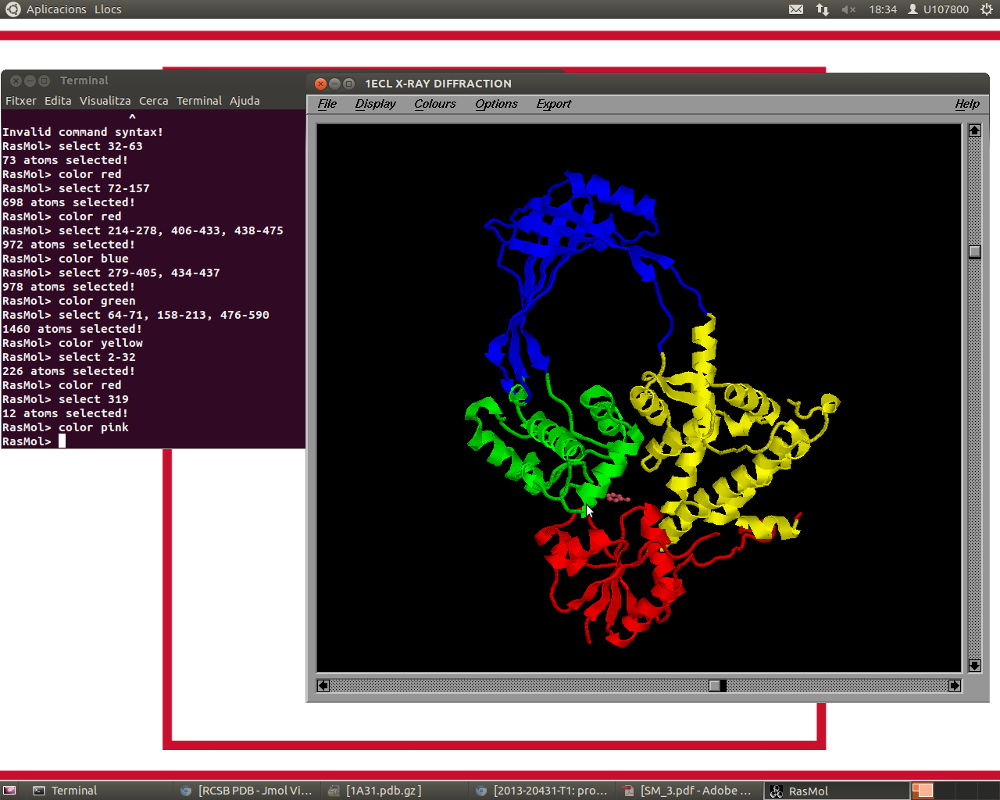 Aplicacions Llocs
18:34 U107800
Terminal
Fitxer Edita Visualitza Cerca Terminal Ajuda
^
Invalid command syntax!
RasMol> select 32-63
73 atoms selected!
RasMol> color red
RasMol> select 72-157
698 atoms selected!
RasMol> color red
RasMol> select 214-278, 406-433, 438-475
972 atoms selected!
RasMol> color blue
RasMol> select 279-405, 434-437
978 atoms selected!
RasMol> color green
RasMol> select 64-71, 158-213, 476-590
1460 atoms selected!
RasMol> color yellow
RasMol> select 2-32
226 atoms selected!
RasMol> color red
RasMol> select 319
12 atoms selected!
RasMol> color pink
RasMol>
1ECL X-RAY DIFFRACTION
File Display Colours Options Export Help
Terminal
[RCSB PDB - Jmol Vi...
[1A31.pdb.gz ]
[2013-20431-T1: pro...
[SM_3.pdf - Adobe ...
RasMol